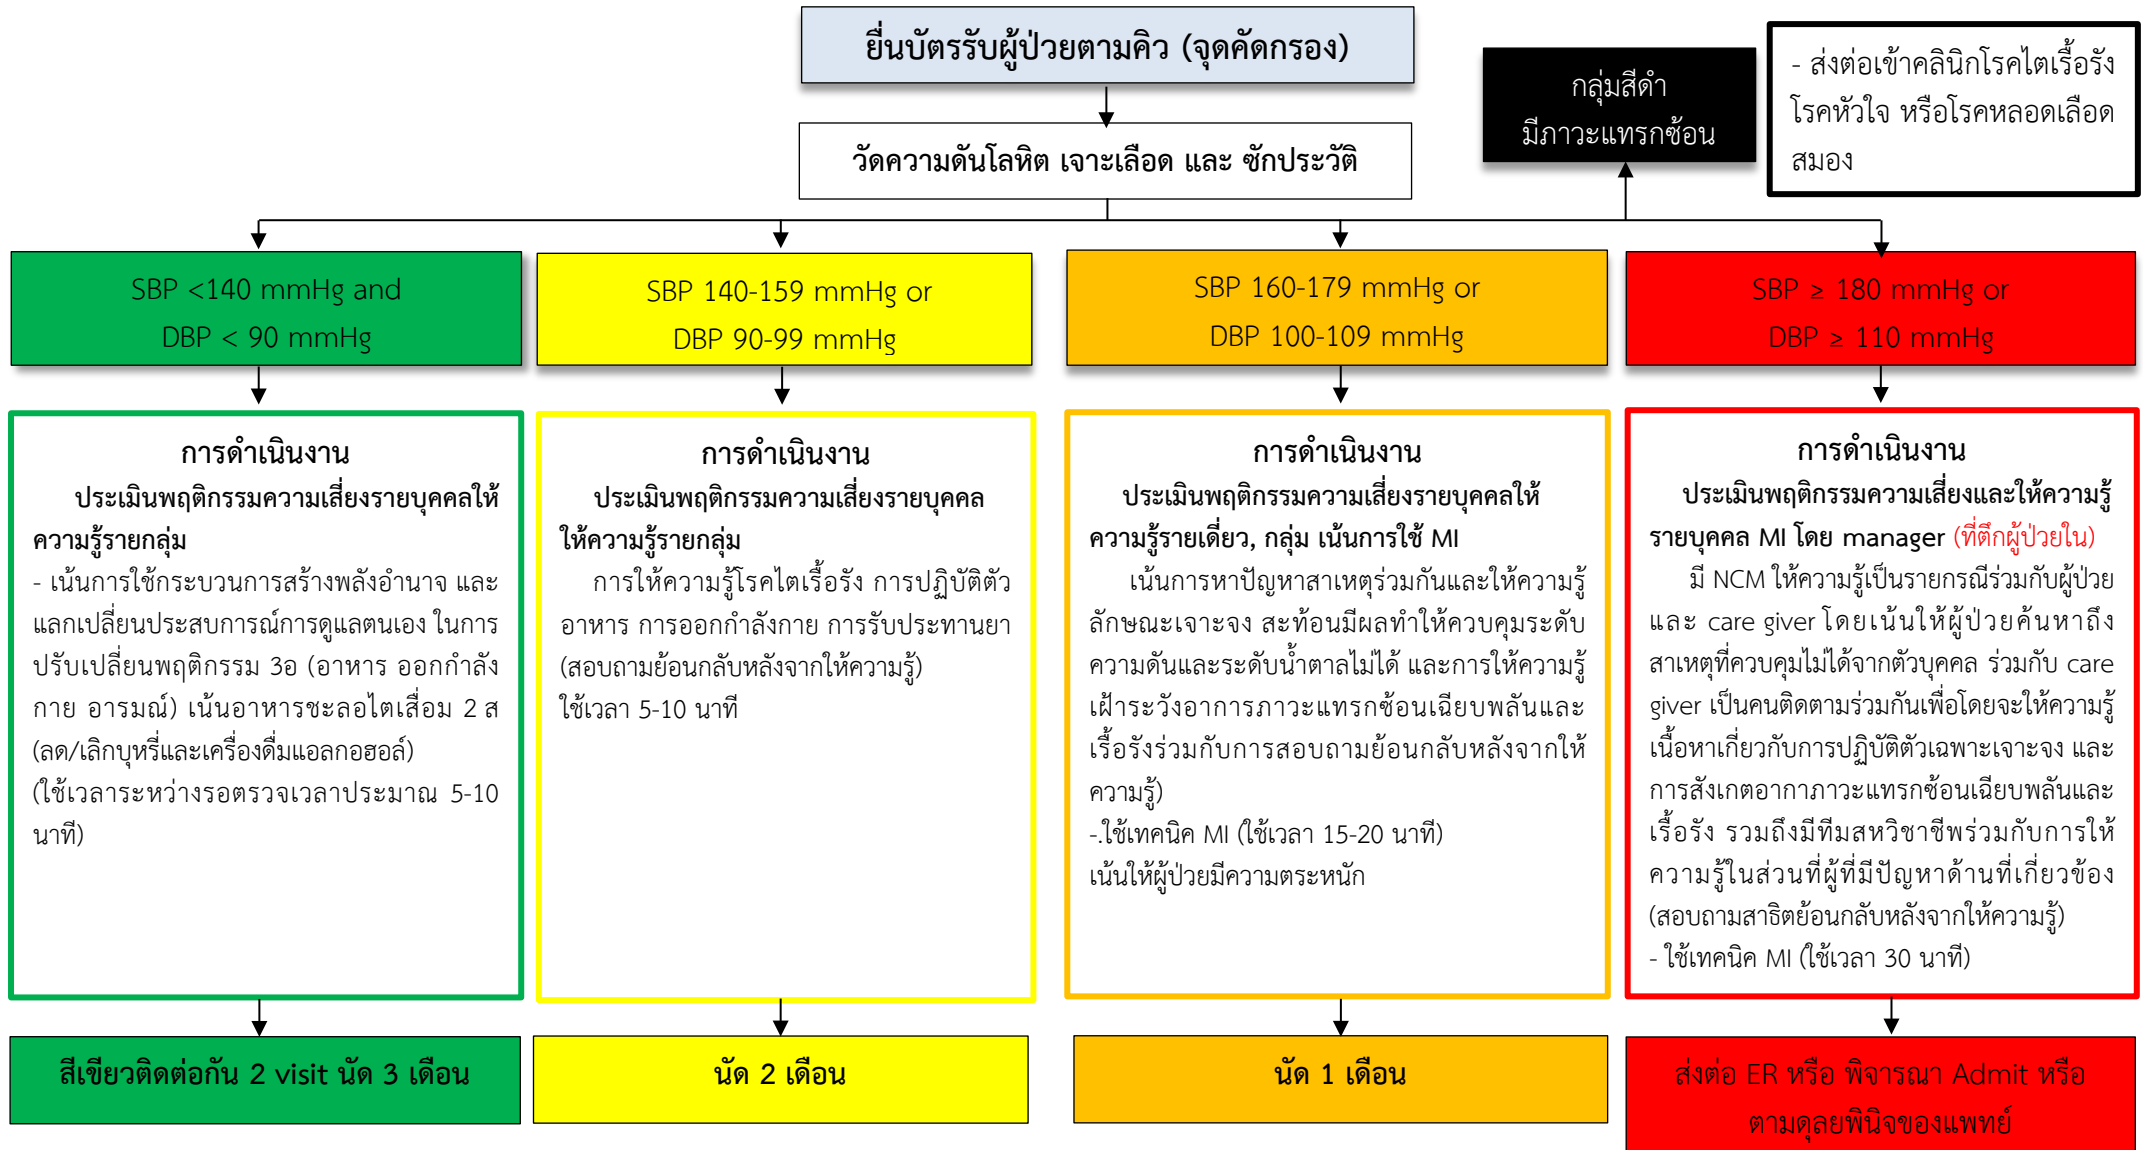 ยื่นบัตรรับผู้ป่วยตามคิว (จุดคัดกรอง)
วัดความดันโลหิต เจาะเลือด และ ซักประวัติ
กลุ่มสีดำ
มีภาวะแทรกซ้อน
- ส่งต่อเข้าคลินิกโรคไตเรื้อรัง
โรคหัวใจ หรือโรคหลอดเลือด
สมอง
SBP <140 mmHg and
DBP < 90 mmHg
SBP 140-159 mmHg or
DBP 90-99 mmHg
SBP 160-179 mmHg or
DBP 100-109 mmHg
SBP ≥ 180 mmHg or
DBP ≥ 110 mmHg
การดำเนินงาน
ประเมินพฤติกรรมความเสี่ยงรายบุคคลให้
ความรู้รายกลุ่ม
- เน้นการใช้กระบวนการสร้างพลังอำนาจ และ
แลกเปลี่ยนประสบการณ์การดูแลตนเอง ในการ
ปรับเปลี่ยนพฤติกรรม 3อ (อาหาร ออกกำลัง
กาย อารมณ์) เน้นอาหารชะลอไตเสื่อม 2 ส
(ลด/เลิกบุหรี่และเครื่องดื่มแอลกอฮอล์)
(ใช้เวลาระหว่างรอตรวจเวลาประมาณ 5-10
นาที)
การดำเนินงาน
ประเมินพฤติกรรมความเสี่ยงรายบุคคล
ให้ความรู้รายกลุ่ม
การให้ความรู้โรคไตเรื้อรัง การปฏิบัติตัว
อาหาร การออกกำลังกาย การรับประทานยา
(สอบถามย้อนกลับหลังจากให้ความรู้)
ใช้เวลา 5-10 นาที
การดำเนินงาน
ประเมินพฤติกรรมความเสี่ยงรายบุคคลให้
ความรู้รายเดี่ยว, กลุ่ม เน้นการใช้ MI
เน้นการหาปัญหาสาเหตุร่วมกันและให้ความรู้
ลักษณะเจาะจง สะท้อนมีผลทำให้ควบคุมระดับ
ความดันและระดับน้ำตาลไม่ได้ และการให้ความรู้
เฝ้าระวังอาการภาวะแทรกซ้อนเฉียบพลันและ
เรื้อรังร่วมกับการสอบถามย้อนกลับหลังจากให้
ความรู้)
-.ใช้เทคนิค MI (ใช้เวลา 15-20 นาที)
เน้นให้ผู้ป่วยมีความตระหนัก
การดำเนินงาน
ประเมินพฤติกรรมความเสี่ยงและให้ความรู้
รายบุคคล MI โดย manager (ที่ตึกผู้ป่วยใน)
มี NCM ให้ความรู้เป็นรายกรณีร่วมกับผู้ป่วย
และ care giver โดยเน้นให้ผู้ป่วยค้นหาถึง
สาเหตุที่ควบคุมไม่ได้จากตัวบุคคล ร่วมกับ care
giver เป็นคนติดตามร่วมกันเพื่อโดยจะให้ความรู้
เนื้อหาเกี่ยวกับการปฏิบัติตัวเฉพาะเจาะจง และ
การสังเกตอากาภาวะแทรกซ้อนเฉียบพลันและ
เรื้อรัง รวมถึงมีทีมสหวิชาชีพร่วมกับการให้
ความรู้ในส่วนที่ผู้ที่มีปัญหาด้านที่เกี่ยวข้อง
(สอบถามสาธิตย้อนกลับหลังจากให้ความรู้)
- ใช้เทคนิค MI (ใช้เวลา 30 นาที)
สีเขียวติดต่อกัน 2 visit นัด 3 เดือน
นัด 2 เดือน
นัด 1 เดือน
ส่งต่อ ER หรือ พิจารณา Admit หรือ
ตามดุลยพินิจของแพทย์